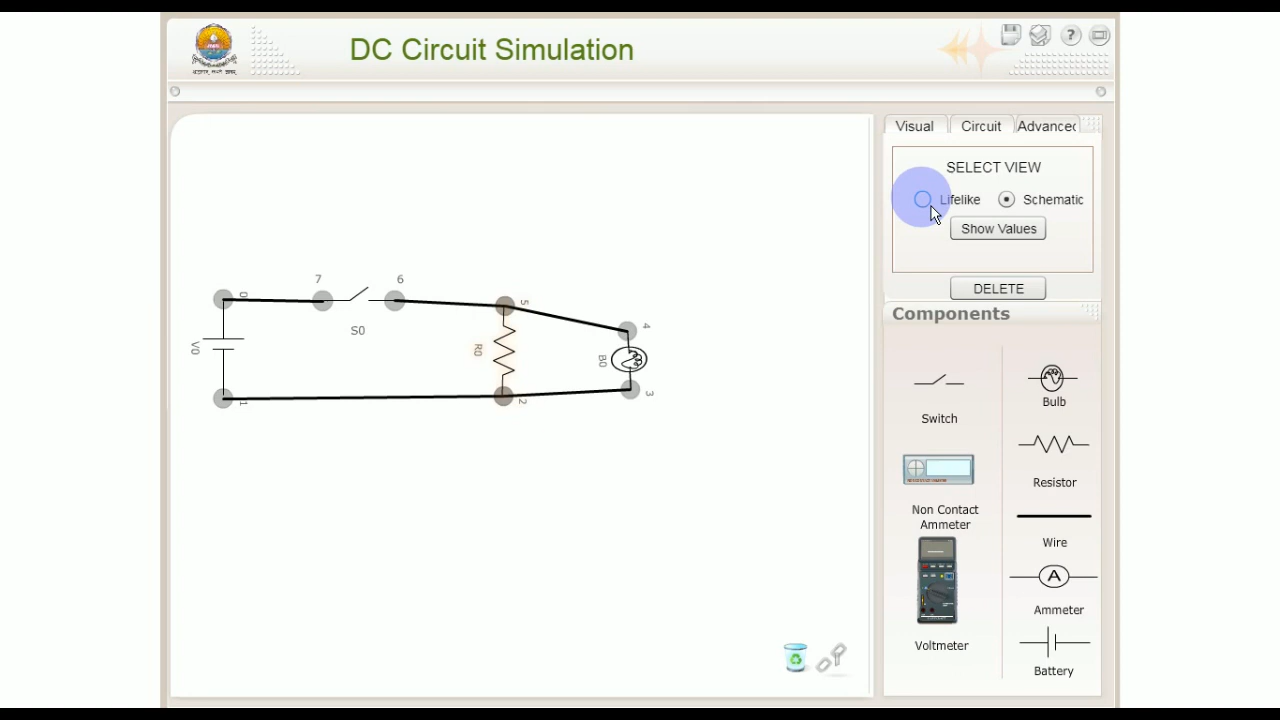 DC Circuit Simulation
?
Visual Circuit Advanced
SELECT VIEW
Lifelike Schematic
Show Values
DELETE
Components
Switch
Bulb
Resistor
Non Contact
Ammeter
Wire
A
Ammeter
Voltmeter
Battery
0 7 6 5 4
S0
V0 R0 B0
1 2 3